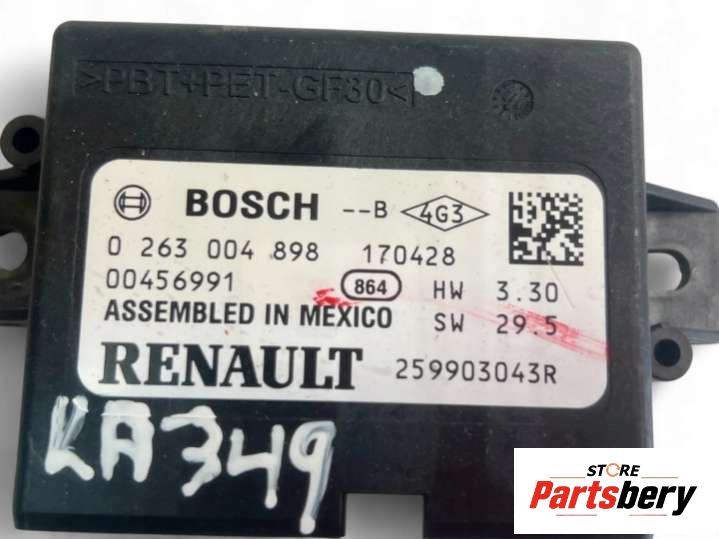 >PBT+PET-GF30<
BOSCH --B 4G3
0 263 004 898 170428
00456991 864 HW 3.30
ASSEMBLED IN MEXICO SW 29.5
RENAULT 259903043R
KA349
STORE
Partsbery